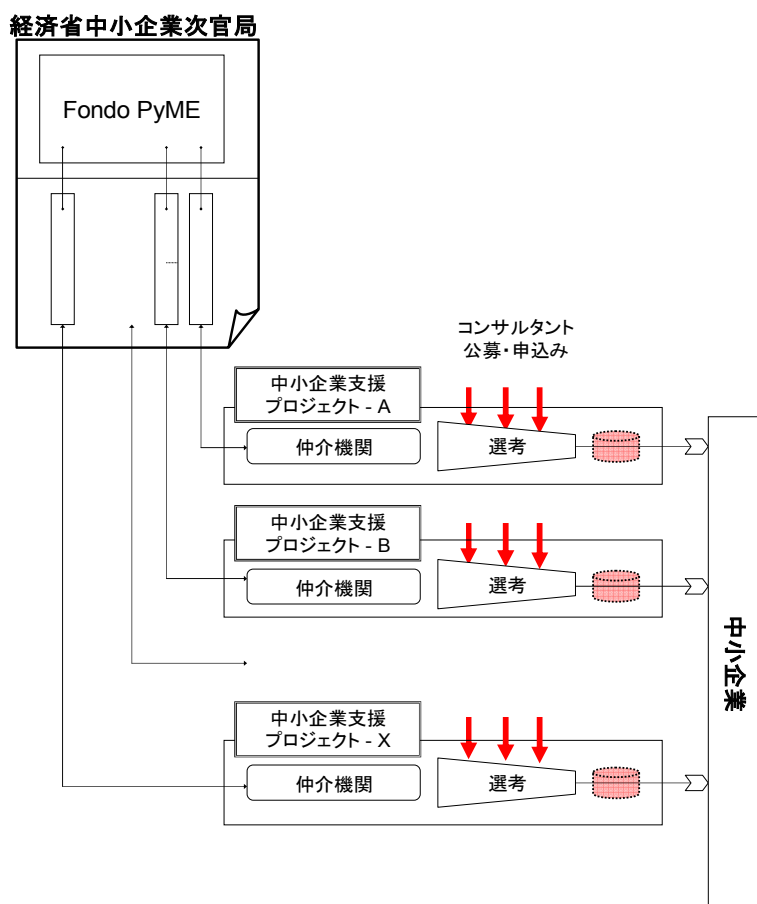 経済省中小企業次官局
Fondo PyME
コンサルタント
公募・申込み
中小企業支援
プロジェクト - A
仲介機関
選考
中小企業支援
プロジェクト - B
仲介機関
選考
中小企業
中小企業支援
プロジェクト - X
仲介機関
選考